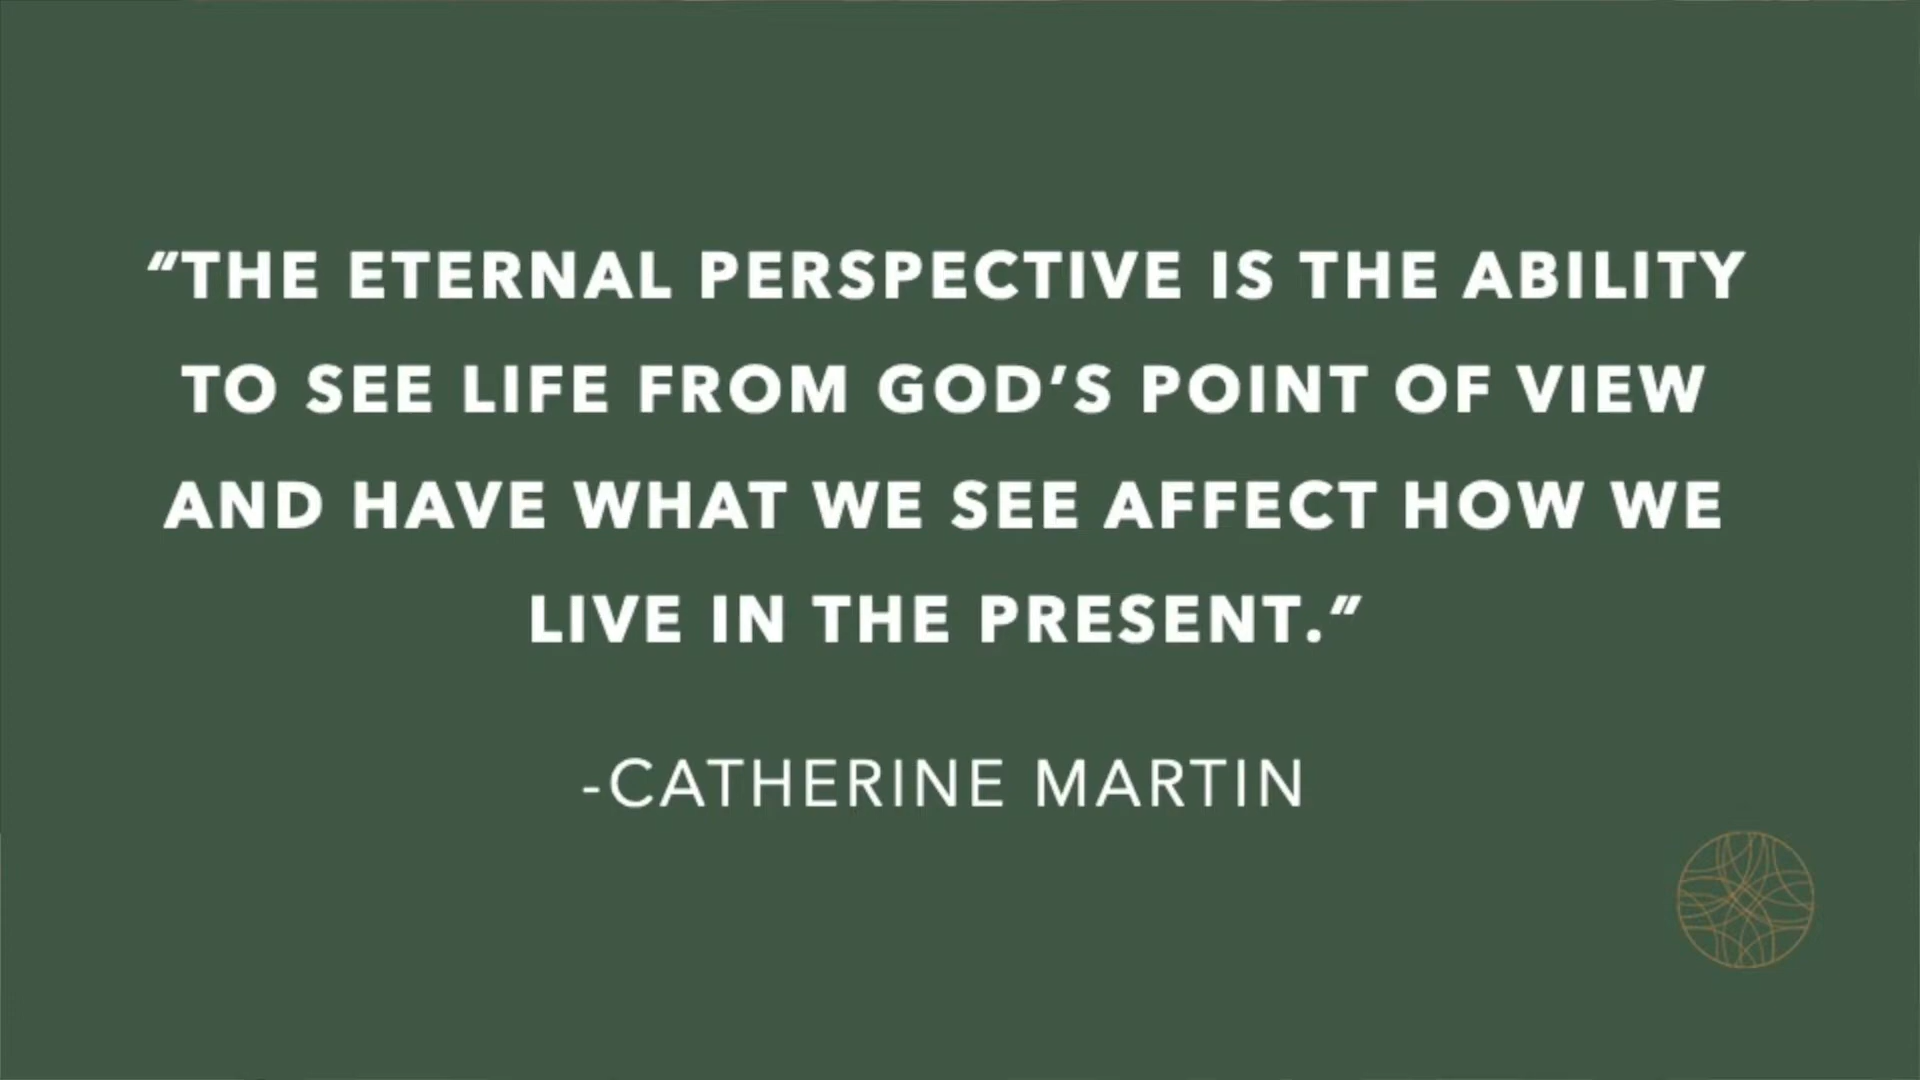 "THE ETERNAL PERSPECTIVE IS THE ABILITY
TO SEE LIFE FROM GOD'S POINT OF VIEW
AND HAVE WHAT WE SEE AFFECT HOW WE
LIVE IN THE PRESENT."
-CATHERINE MARTIN